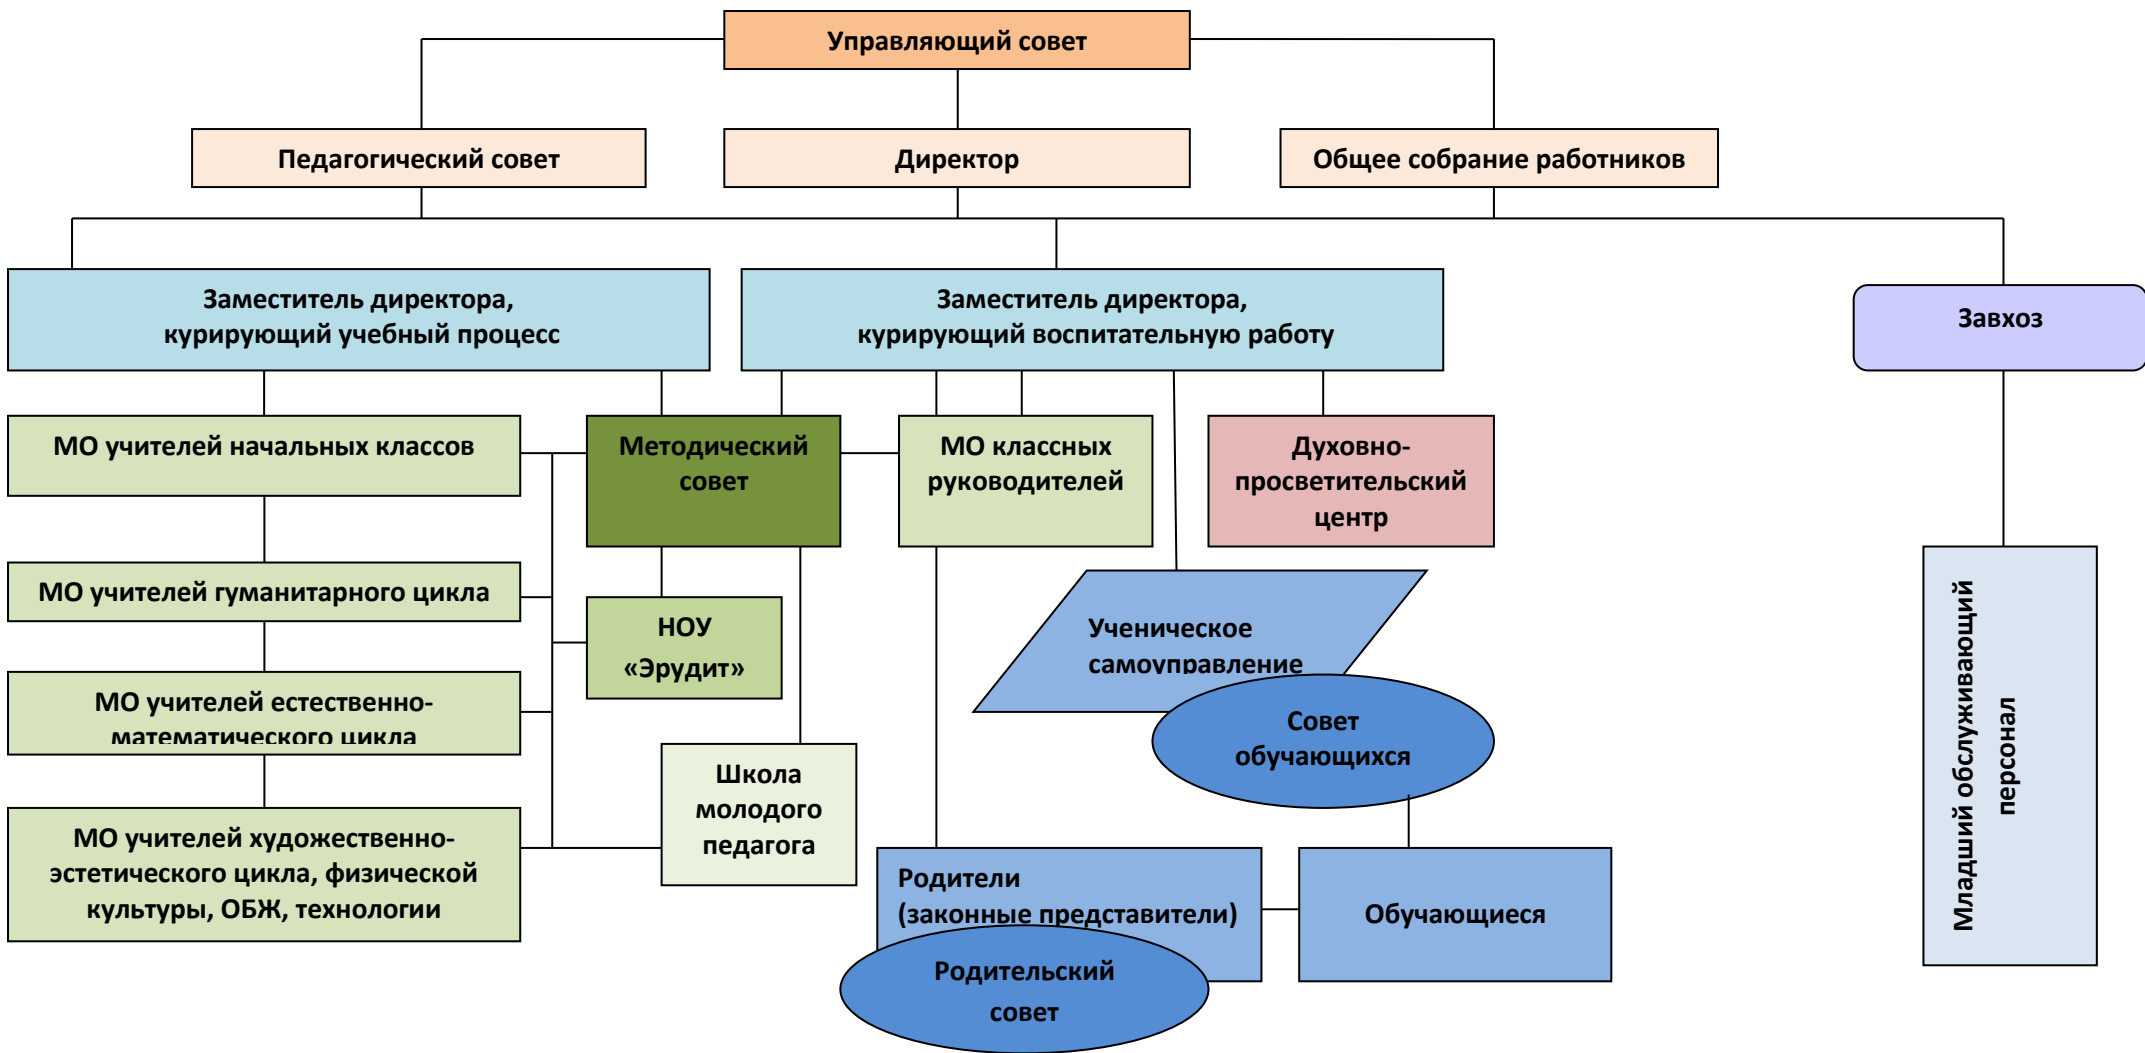 Управляющий совет
Педагогический совет
Директор
Общее собрание работников
Заместитель директора,
курирующий учебный процесс
Заместитель директора,
курирующий воспитательную работу
Завхоз
МО учителей начальных классов
Методический
совет
МО классных
руководителей
Духовно-
просветительский
центр
МО учителей гуманитарного цикла
НОУ
«Эрудит»
Ученическое
самоуправление
МО учителей естественно-
математического цикла
Совет
обучающихся
Школа
молодого
педагога
МО учителей художественно-
эстетического цикла, физической
культуры, ОБЖ, технологии
Родители
(законные представители)
Обучающиеся
Родительский
совет
Младший обслуживающий
персонал